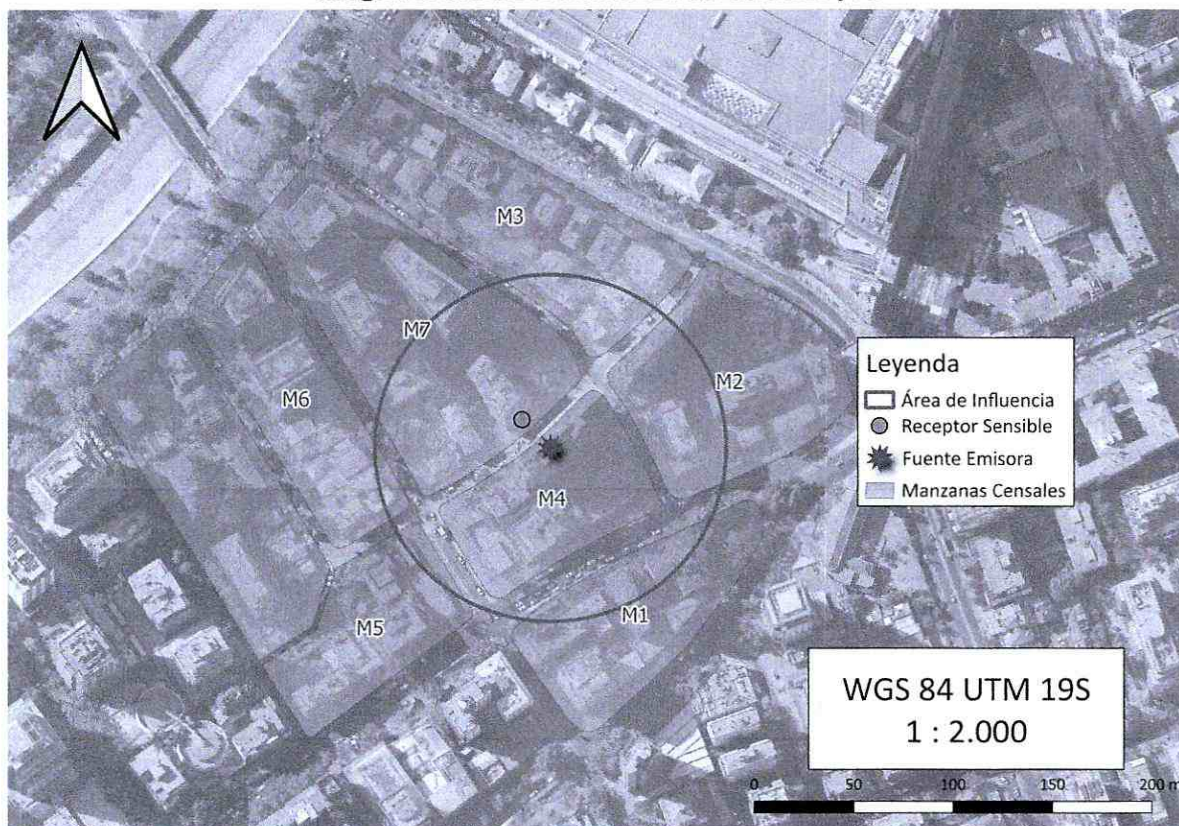 M3
M7
M2
M6
M4
M5
M1
Leyenda
Área de Influencia
Receptor Sensible
Fuente Emisora
Manzanas Censales
WGS 84 UTM 19S
1 : 2.000
0 50 100 150 200 m